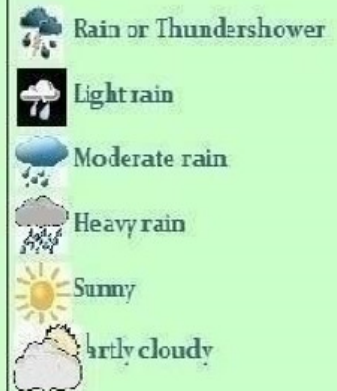 Rain or Thundershower
Light rain
Moderate rain
Heavy rain
Sunny
artly cloudy